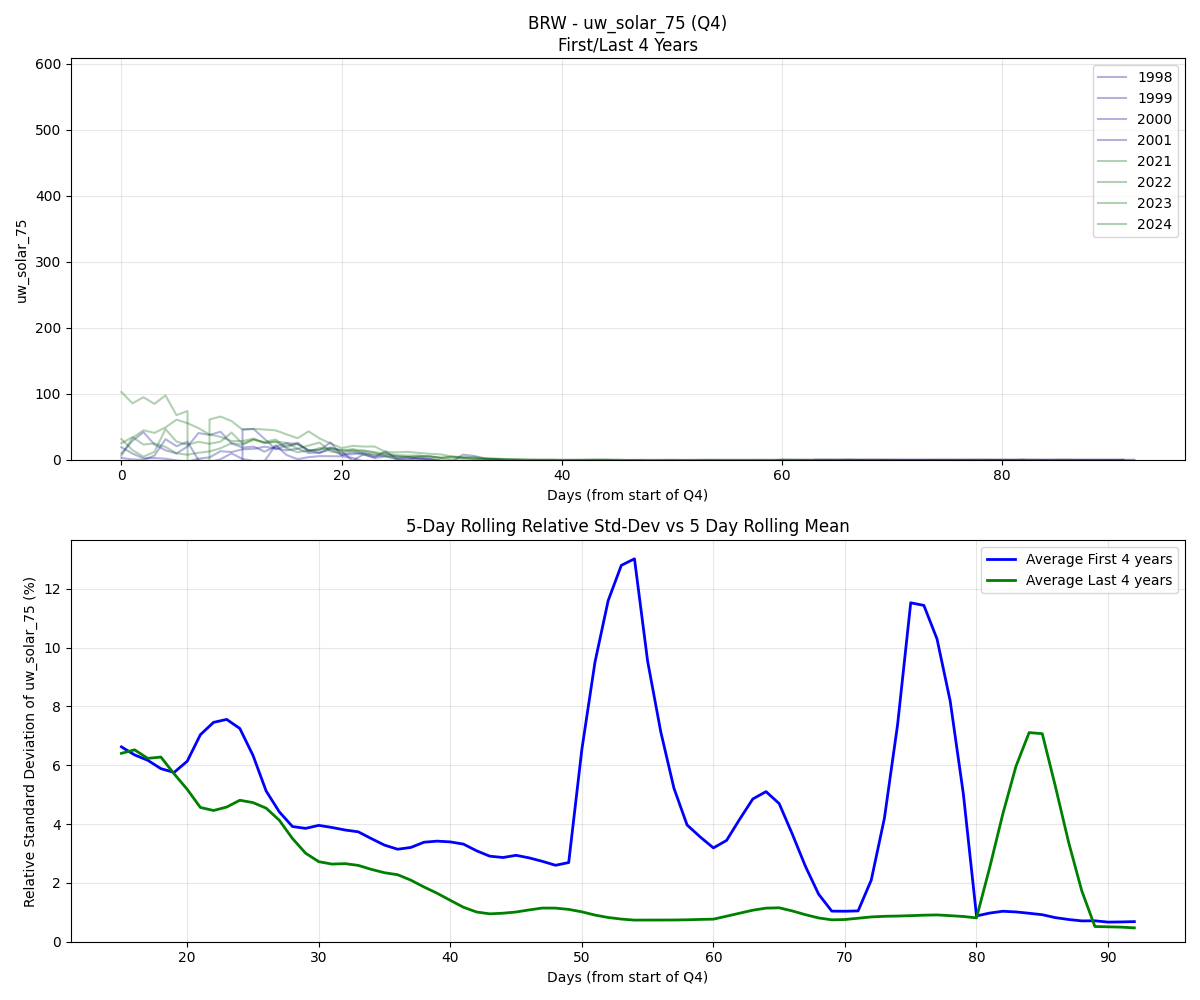 BRW - uw_solar_75 (Q4)
First/Last 4 Years
600
500
400
300
200
100
0
uw_solar_75
1998
1999
2000
2001
2021
2022
2023
2024
0 20 40 60 80
Days (from start of Q4)
5-Day Rolling Relative Std-Dev vs 5 Day Rolling Mean
12
10
8
6
4
2
0
Relative Standard Deviation of uw_solar_75 (%)
Average First 4 years
Average Last 4 years
20 30 40 50 60 70 80 90
Days (from start of Q4)